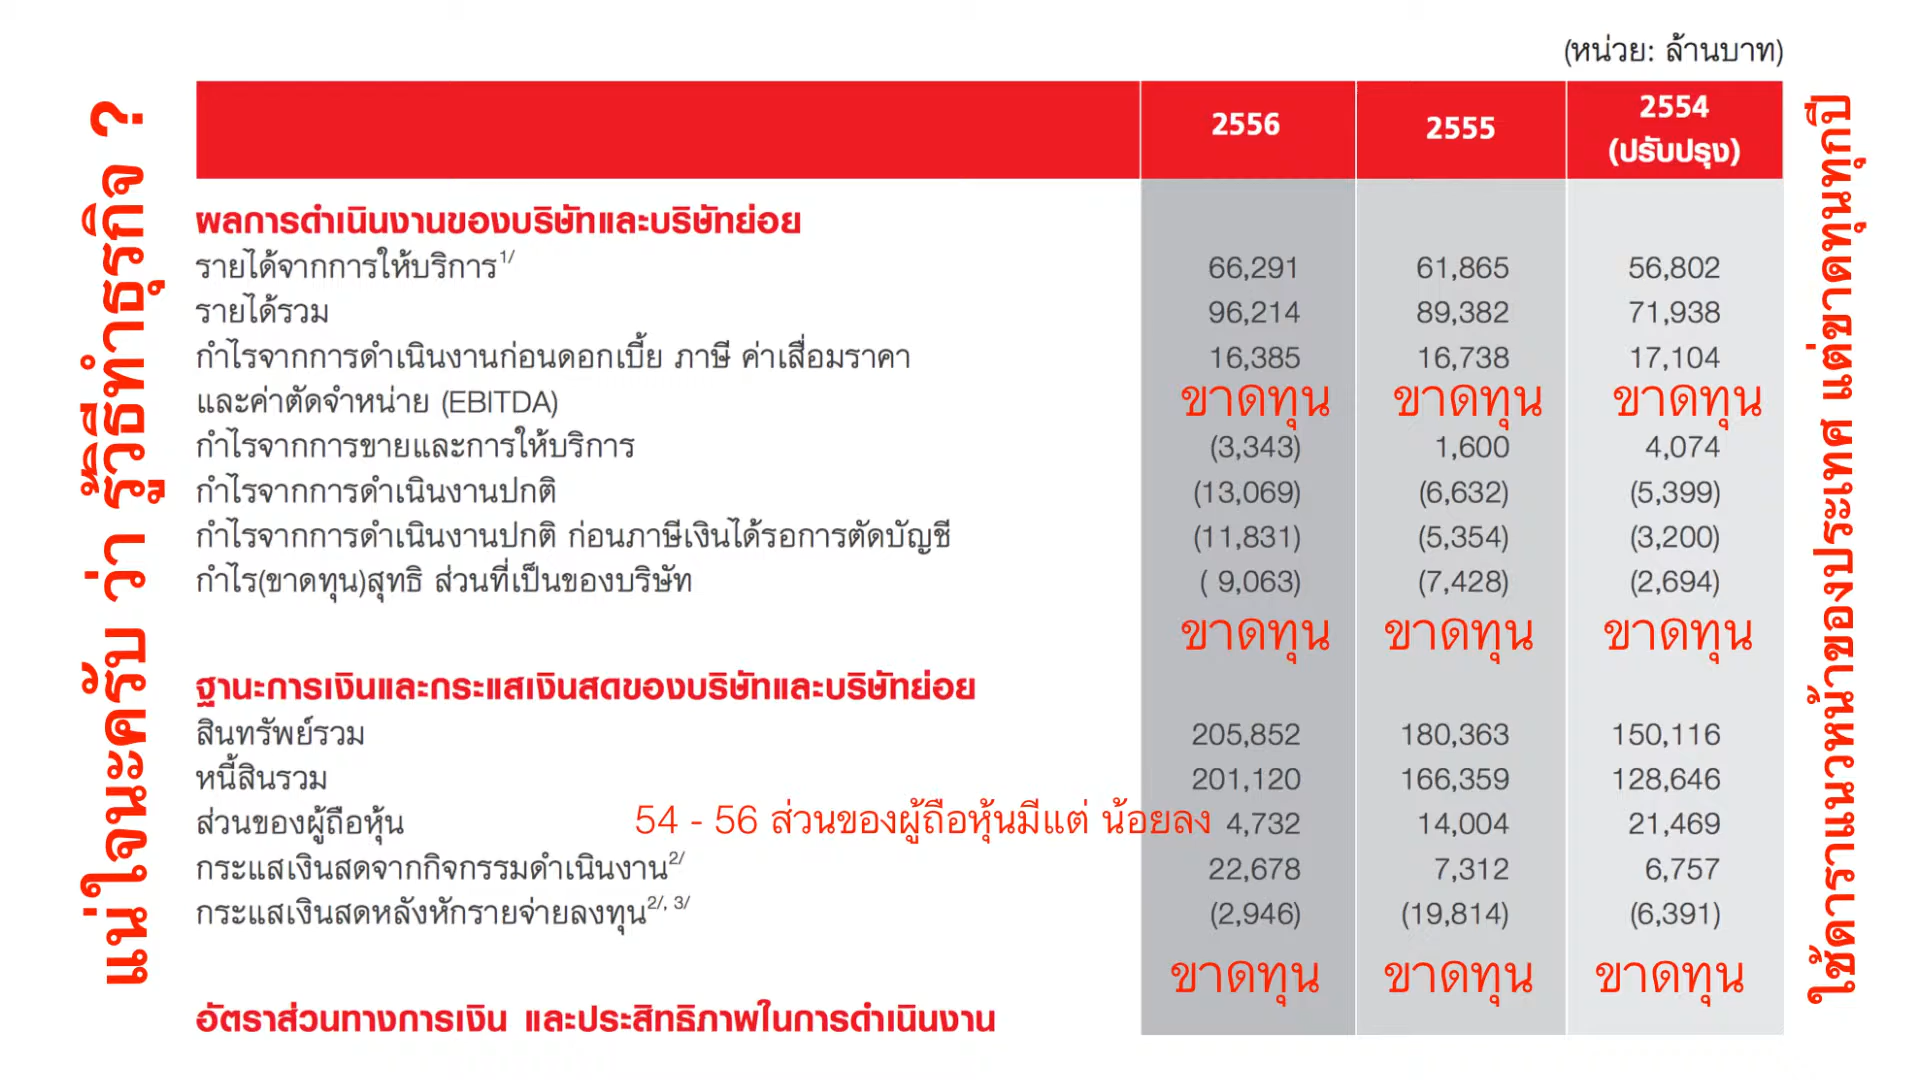 (หน่วย: ล้านบาท)
2556 2555 2554
(ปรับปรุง)
แน่ใจนะครับ ว่า รู้วิธีทำธุรกิจ ?
ผลการดำเนินงานของบริษัทและบริษัทย่อย
รายได้จากการให้บริการ1/ 66,291 61,865 56,802
รายได้รวม 96,214 89,382 71,938
กำไรจากการดำเนินงานก่อนดอกเบี้ย ภาษี ค่าเสื่อมราคา 16,385 16,738 17,104
และค่าตัดจำหน่าย (EBITDA) ขาดทุน ขาดทุน ขาดทุน
กำไรจากการขายและการให้บริการ (3,343) 1,600 4,074
กำไรจากการดำเนินงานปกติ (13,069) (6,632) (5,399)
กำไรจากการดำเนินงานปกติ ก่อนภาษีเงินได้รอการตัดบัญชี (11,831) (5,354) (3,200)
กำไร(ขาดทุน)สุทธิ ส่วนที่เป็นของบริษัท ( 9,063) (7,428) (2,694)
ขาดทุน ขาดทุน ขาดทุน
ฐานะการเงินและกระแสเงินสดของบริษัทและบริษัทย่อย
สินทรัพย์รวม 205,852 180,363 150,116
หนี้สินรวม 201,120 166,359 128,646
ส่วนของผู้ถือหุ้น 54 - 56 ส่วนของผู้ถือหุ้นมีแต่ น้อยลง 4,732 14,004 21,469
กระแสเงินสดจากกิจกรรมดำเนินงาน2/ 22,678 7,312 6,757
กระแสเงินสดหลังหักรายจ่ายลงทุน2/, 3/ (2,946) (19,814) (6,391)
ขาดทุน ขาดทุน ขาดทุน
อัตราส่วนทางการเงิน และประสิทธิภาพในการดำเนินงาน
ใช้ดาราแนวหน้าของประเทศ แต่ขาดทุนทุกปี